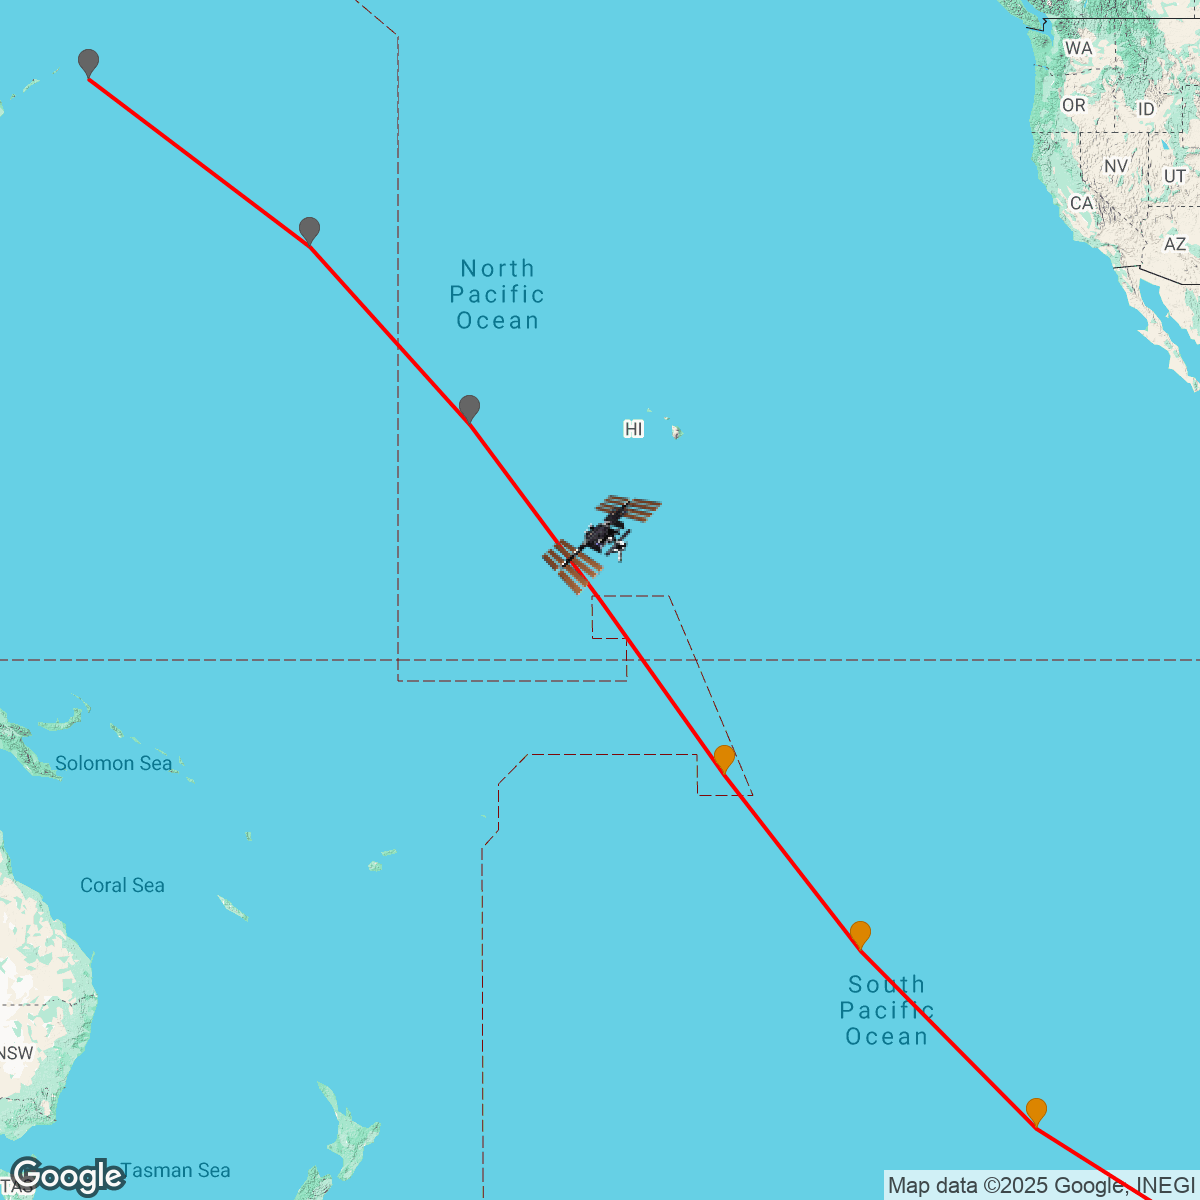 WA
OR
ID
NV
UT
CA
AZ
North
Pacific
Ocean
HI
Solomon Sea
Coral Sea
South
Pacific
Ocean
NSW
Tasman Sea
TAS
Google
Map data ©2025 Google, INEGI